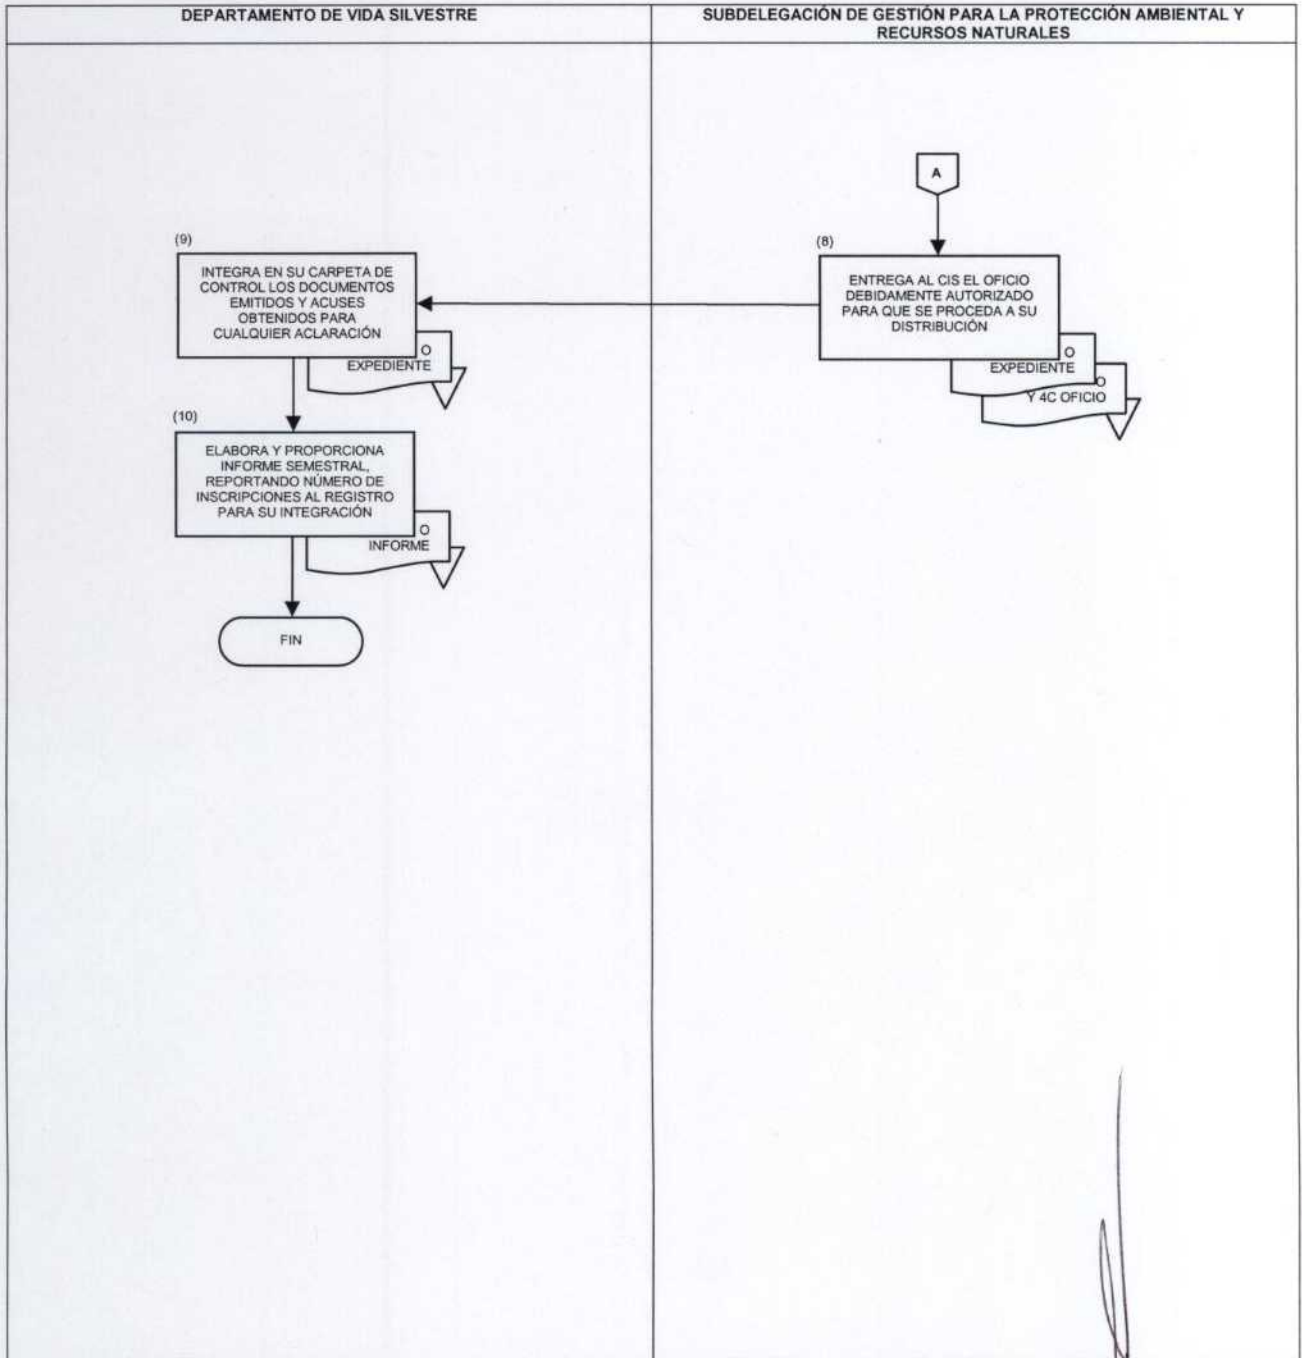 DEPARTAMENTO DE VIDA SILVESTRE
SUBDELEGACIÓN DE GESTIÓN PARA LA PROTECCIÓN AMBIENTAL Y
RECURSOS NATURALES
A
(8)
ENTREGA AL CIS EL OFICIO
DEBIDAMENTE AUTORIZADO
PARA QUE SE PROCEDA A SU
DISTRIBUCIÓN
O
EXPEDIENTE
O
Y 4C OFICIO
(9)
INTEGRA EN SU CARPETA DE
CONTROL LOS DOCUMENTOS
EMITIDOS Y ACUSES
OBTENIDOS PARA
CUALQUIER ACLARACIÓN
O
EXPEDIENTE
(10)
ELABORA Y PROPORCIONA
INFORME SEMESTRAL,
REPORTANDO NÚMERO DE
INSCRIPCIONES AL REGISTRO
PARA SU INTEGRACIÓN
O
INFORME
FIN